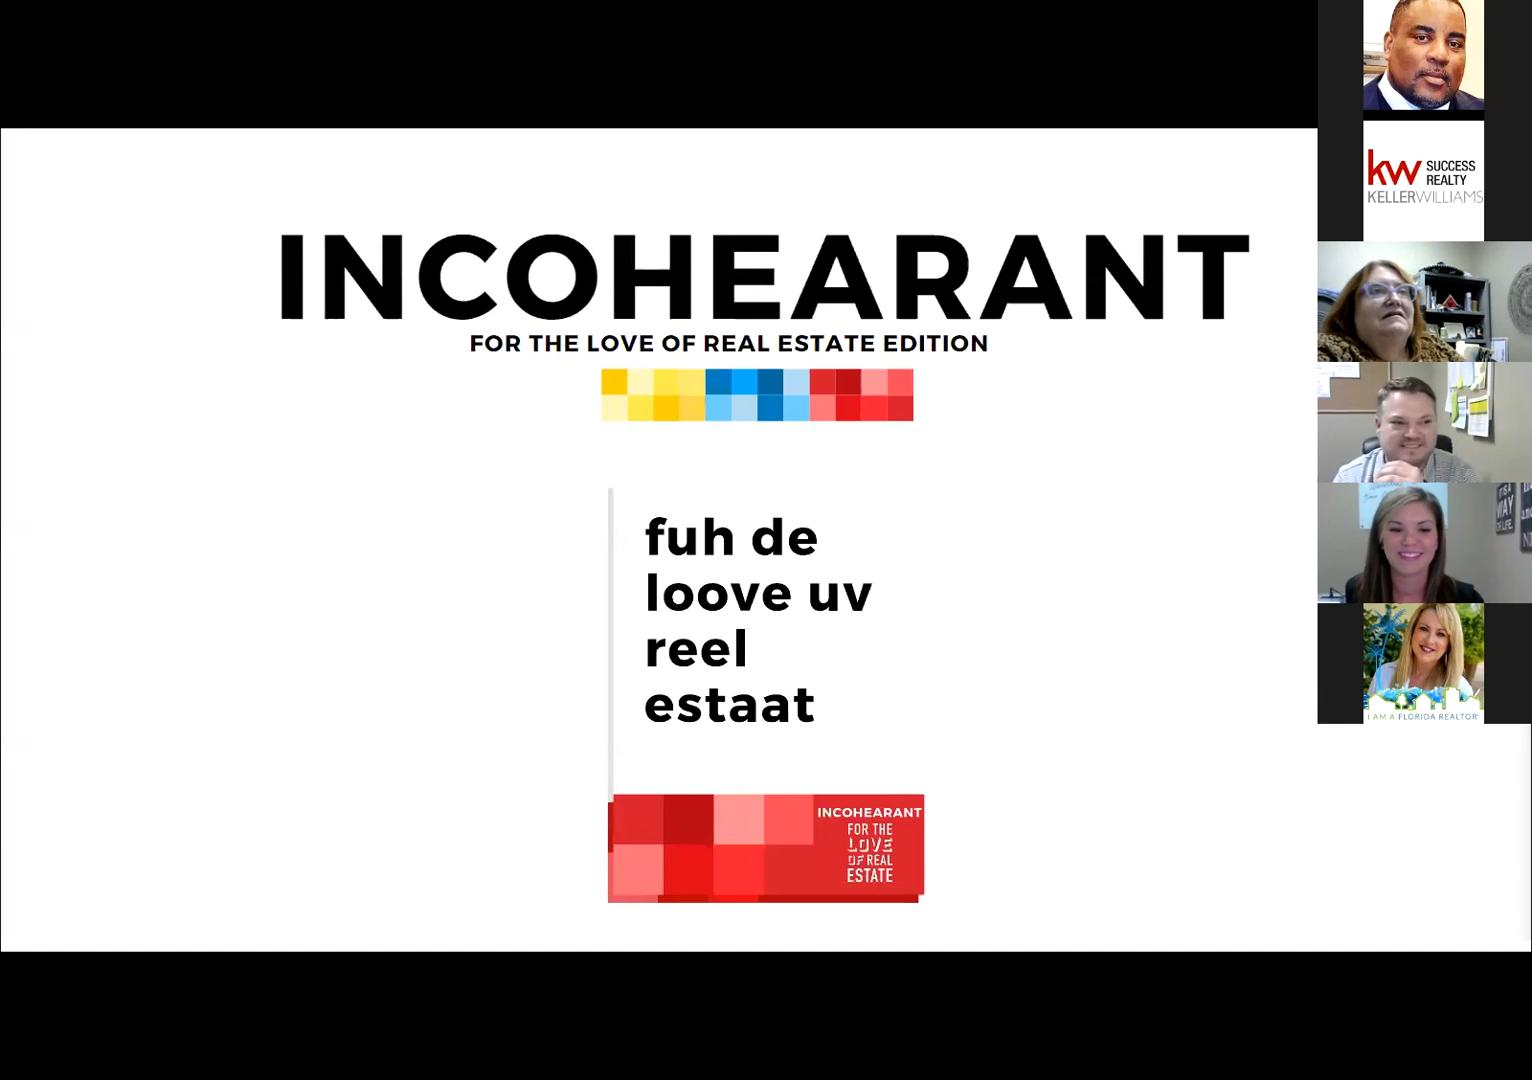 INCOHEARANT
FOR THE LOVE OF REAL ESTATE EDITION
fuh de
loove uv
reel
estaat
INCOHEARANT
FOR THE
LOVE
OF REAL
ESTATE
kw SUCCESS
REALTY
KELLERWILLIAMS
WAY
I AM A FLORIDA REALTOR